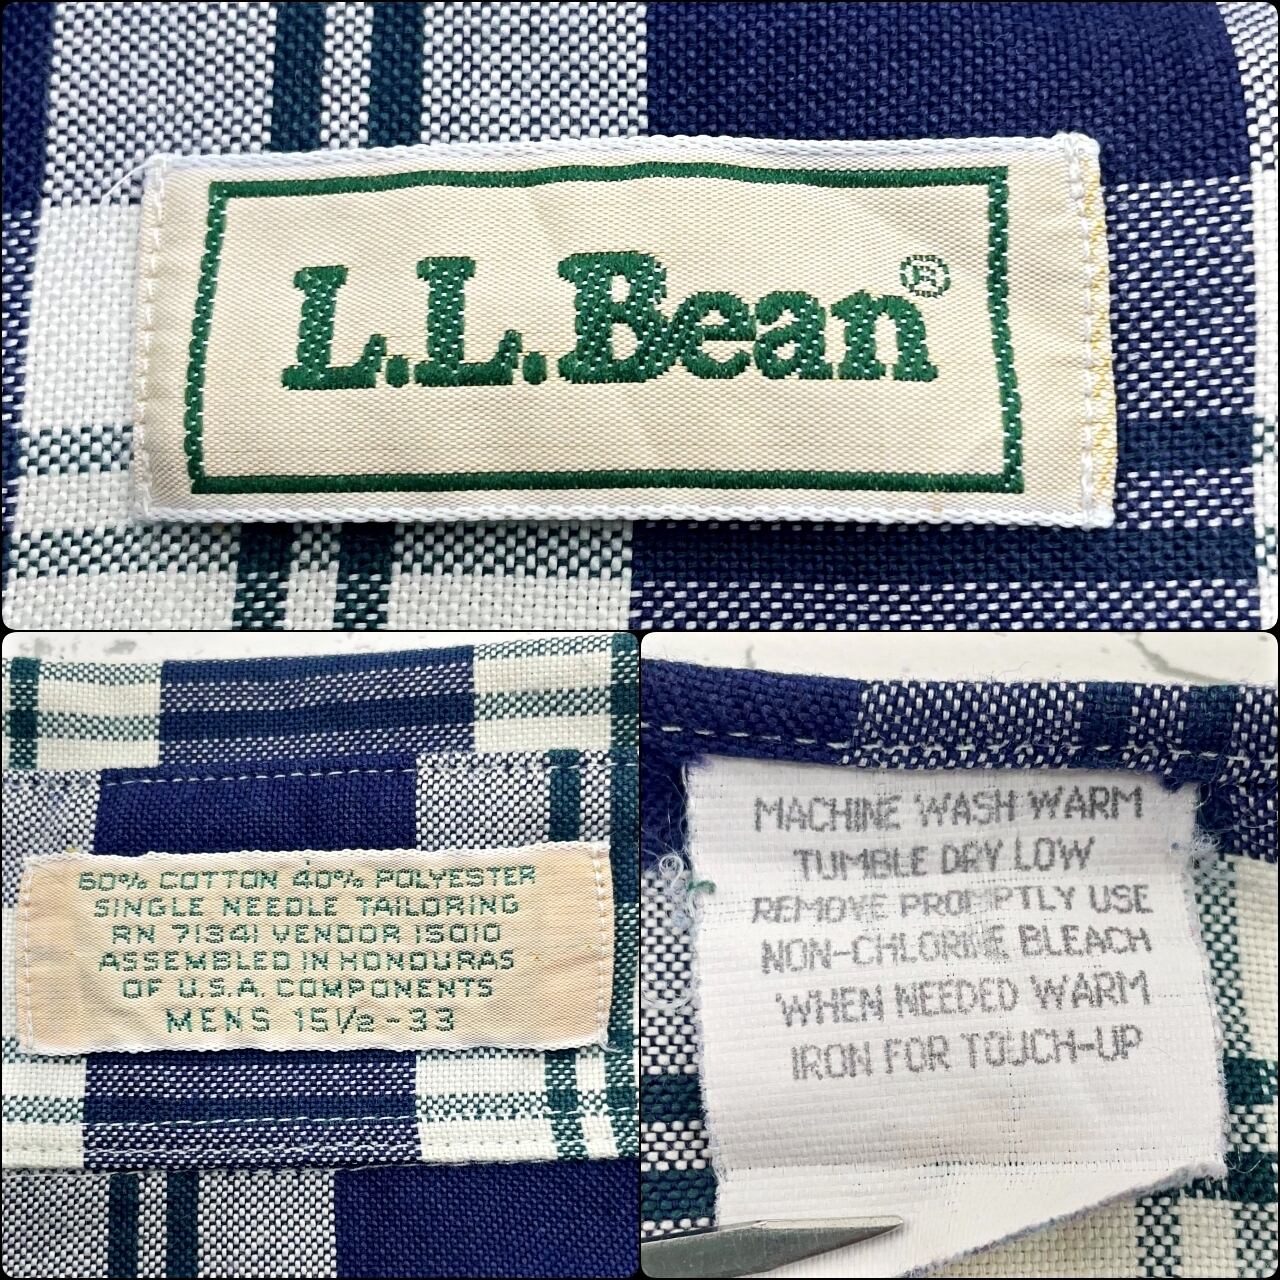 L.L.Bean®
60% COTTON 40% POLYESTER
SINGLE NEEDLE TAILORING
RN 71341 VENDOR 15010
ASSEMBLED IN HONDURAS
OF U.S.A. COMPONENTS
MENS 15½ - 33
MACHINE WASH WARM
TUMBLE DRY LOW
REMOVE PROMPTLY USE
NON-CHLORINE BLEACH
WHEN NEEDED WARM
IRON FOR TOUCH-UP